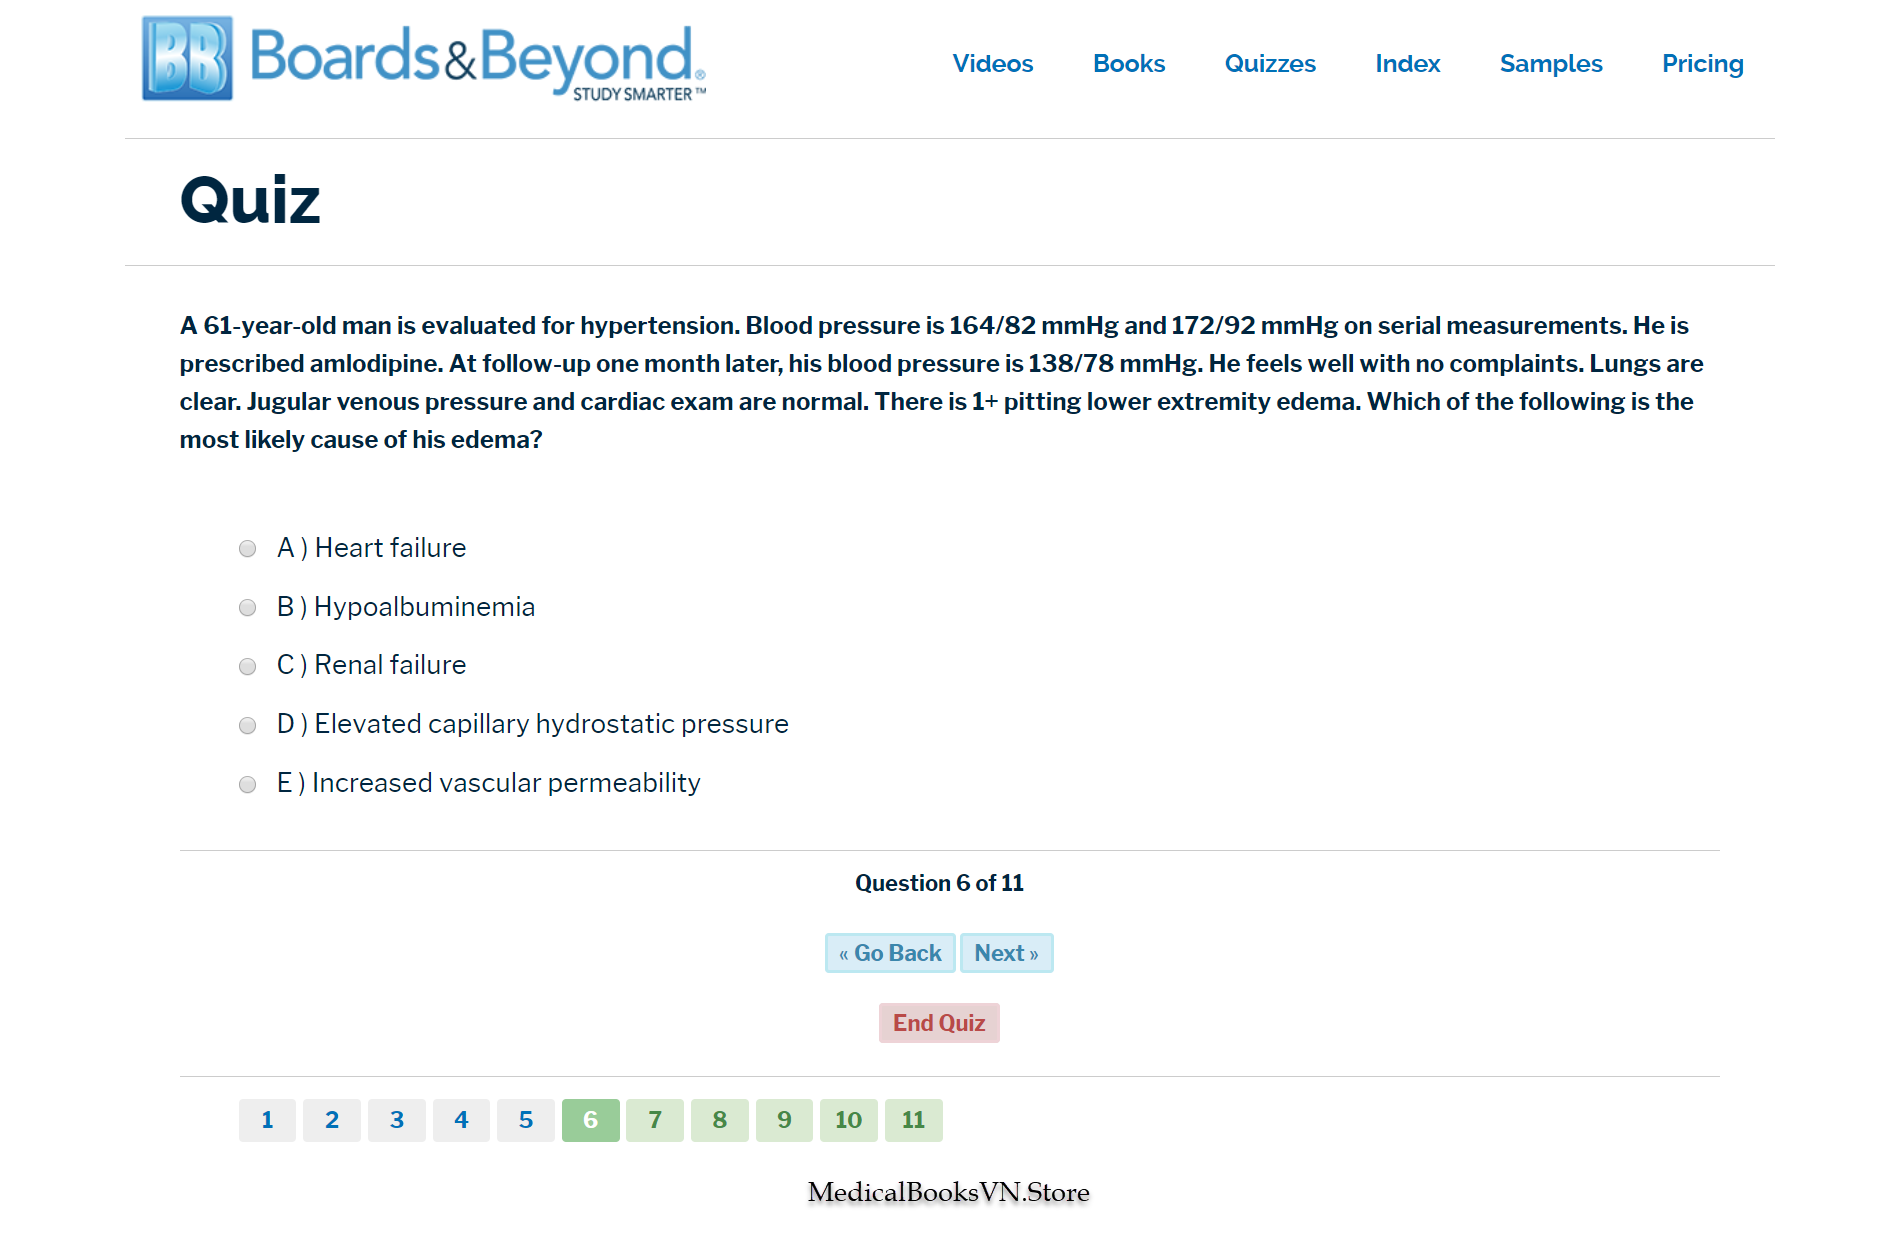 BB Boards&Beyond®
STUDY SMARTER™
Videos Books Quizzes Index Samples Pricing
Quiz
A 61-year-old man is evaluated for hypertension. Blood pressure is 164/82 mmHg and 172/92 mmHg on serial measurements. He is
prescribed amlodipine. At follow-up one month later, his blood pressure is 138/78 mmHg. He feels well with no complaints. Lungs are
clear. Jugular venous pressure and cardiac exam are normal. There is 1+ pitting lower extremity edema. Which of the following is the
most likely cause of his edema?
A ) Heart failure
B ) Hypoalbuminemia
C ) Renal failure
D ) Elevated capillary hydrostatic pressure
E ) Increased vascular permeability
Question 6 of 11
« Go Back Next »
End Quiz
1 2 3 4 5 6 7 8 9 10 11
MedicalBooksVN.Store